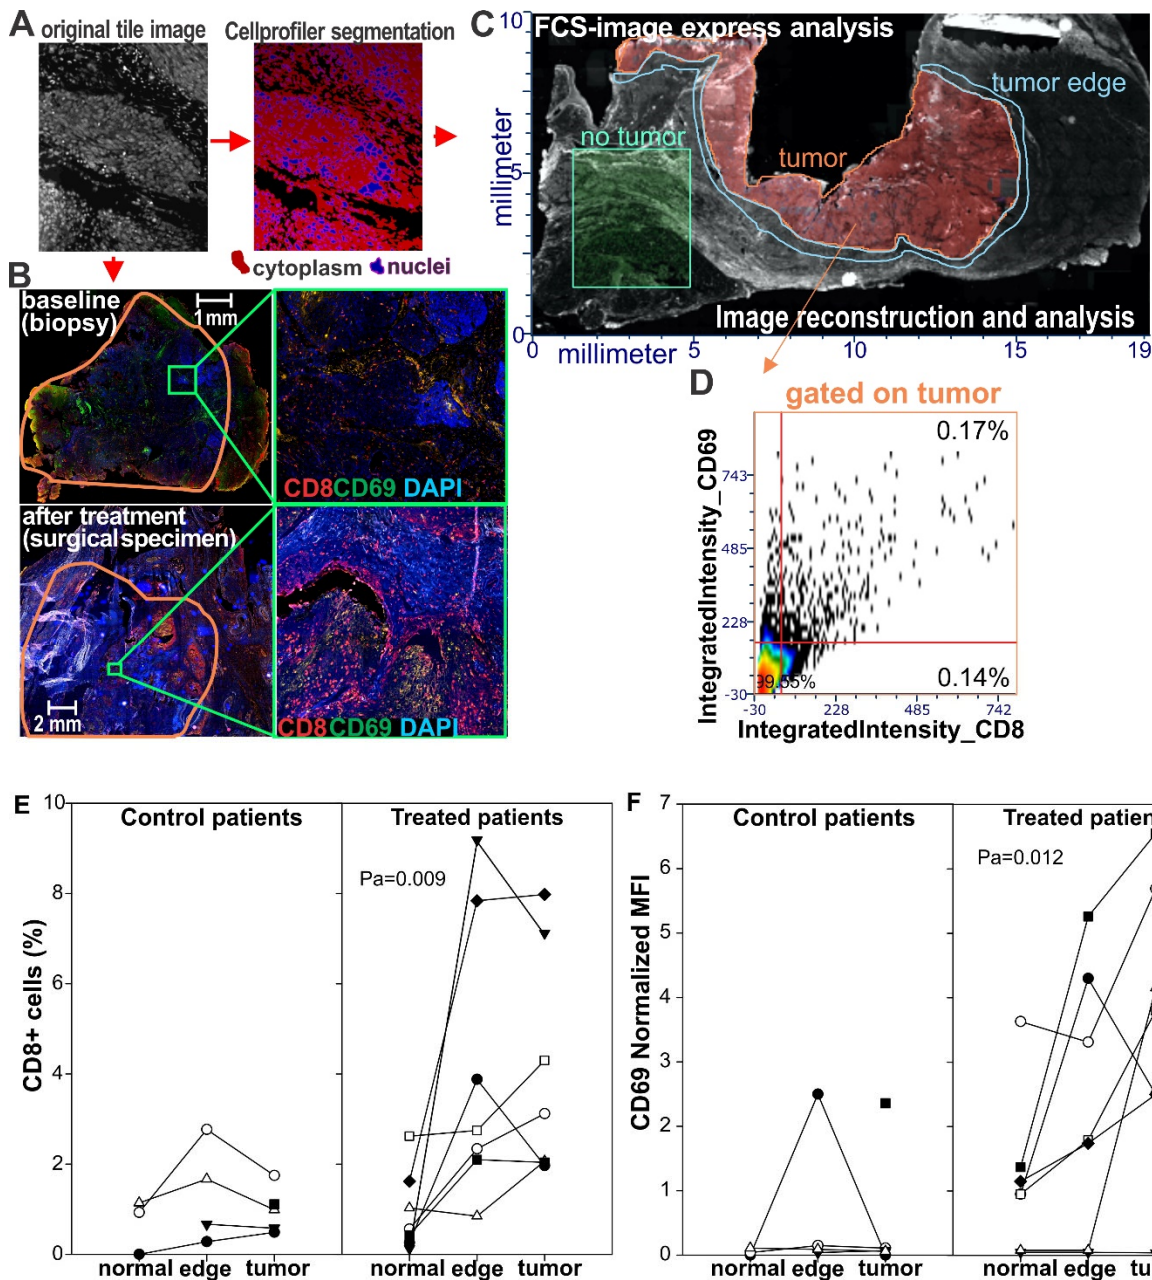 A
original tile image
Cellprofiler segmentation
cytoplasm
nuclei
B
baseline
(biopsy)
1 mm
CD8CD69 DAPI
after treatment
(surgical specimen)
2 mm
CD8CD69 DAPI
C
10
FCS-image express analysis
tumor edge
no tumor
tumor
millimeter
5
0
Image reconstruction and analysis
0
millimeter
5
10
15
19
D
gated on tumor
0.17%
IntegratedIntensity_CD69
743
485
228
-30
99.55%
0.14%
-30
228
485
742
IntegratedIntensity_CD8
E
10
8
6
4
2
0
CD8+ cells (%)
Control patients
Treated patients
Pa=0.009
normal edge tumor
normal edge tumor
F
7
6
5
4
3
2
1
0
CD69 Normalized MFI
Control patients
Treated patien
Pa=0.012
normal edge tumor
normal edge tu